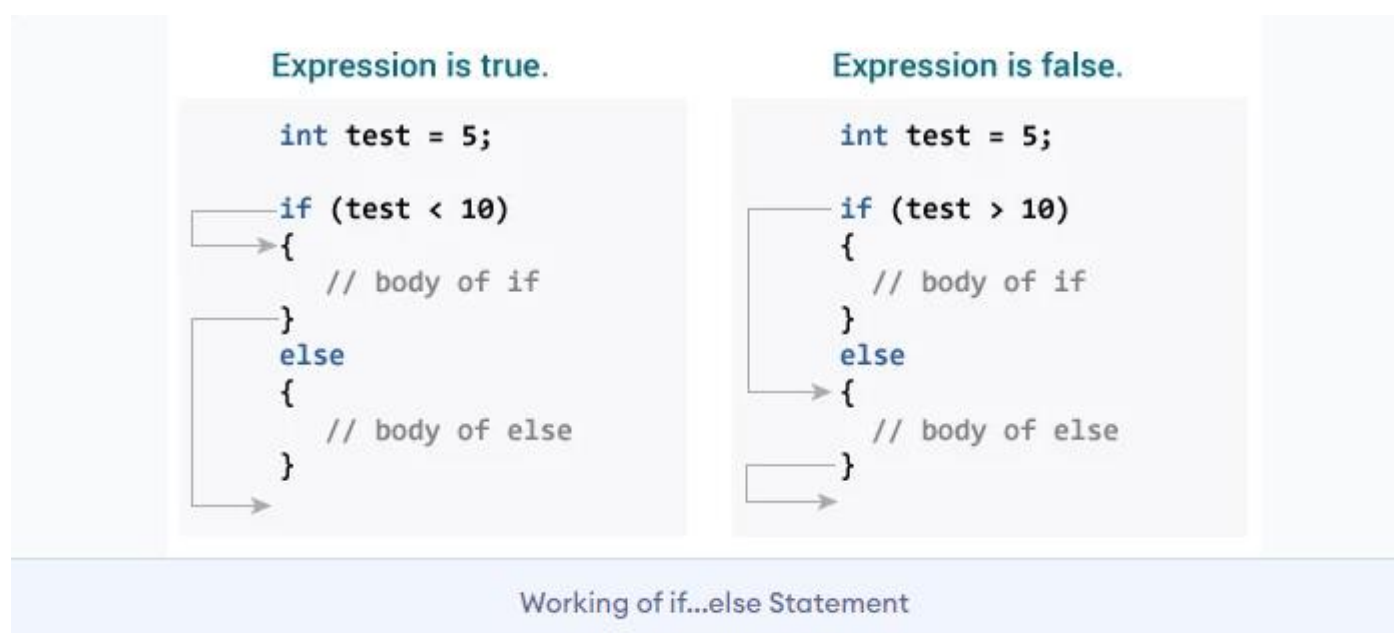 Expression is true.
int test = 5;
if (test < 10)
{
// body of if
}
else
{
// body of else
}
Expression is false.
int test = 5;
if (test > 10)
{
// body of if
}
else
{
// body of else
}
Working of if...else Statement